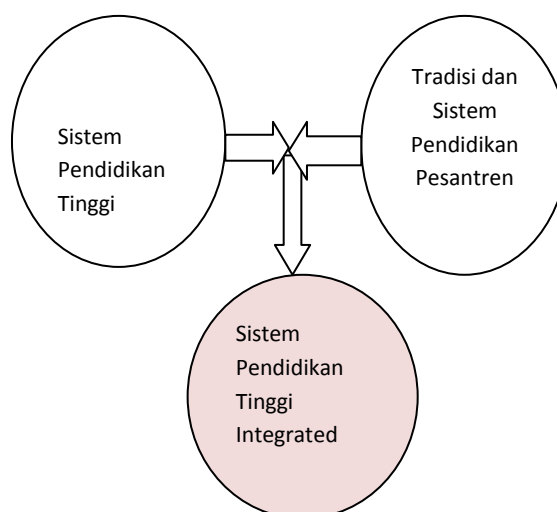 Sistem
Pendidikan
Tinggi
Tradisi dan
Sistem
Pendidikan
Pesantren
Sistem
Pendidikan
Tinggi
Integrated